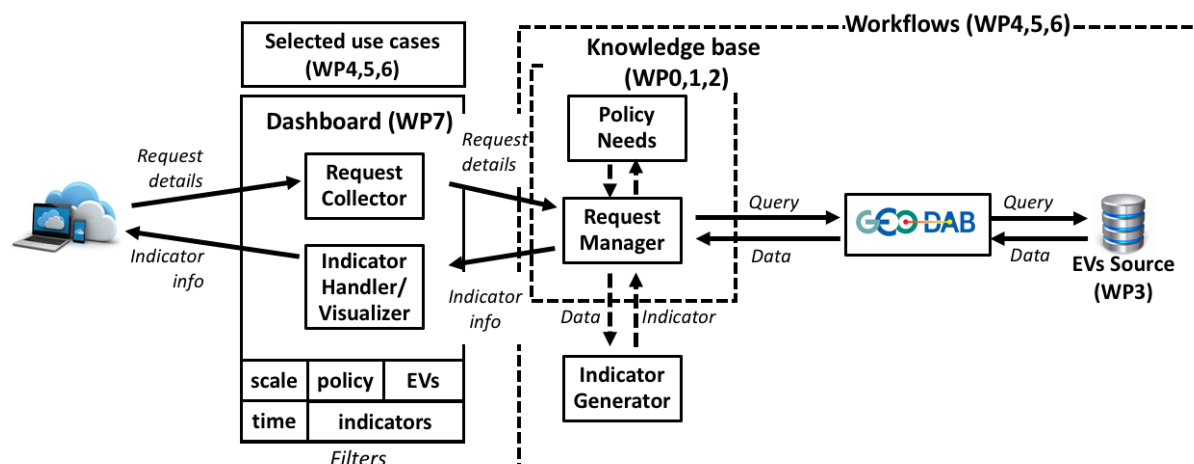 Workflows (WP4,5,6)
Selected use cases
(WP4,5,6)
Knowledge base
(WP0,1,2)
Dashboard (WP7)
Policy
Needs
Request
details
Request
details
Request
Collector
Request
Manager
Query
GEO DAB
Query
Data
Data
EVs Source
(WP3)
Indicator
info
Indicator
Handler/
Visualizer
Indicator
info
Data
Indicator
Indicator
Generator
scale
policy
EVs
time
indicators
Filters